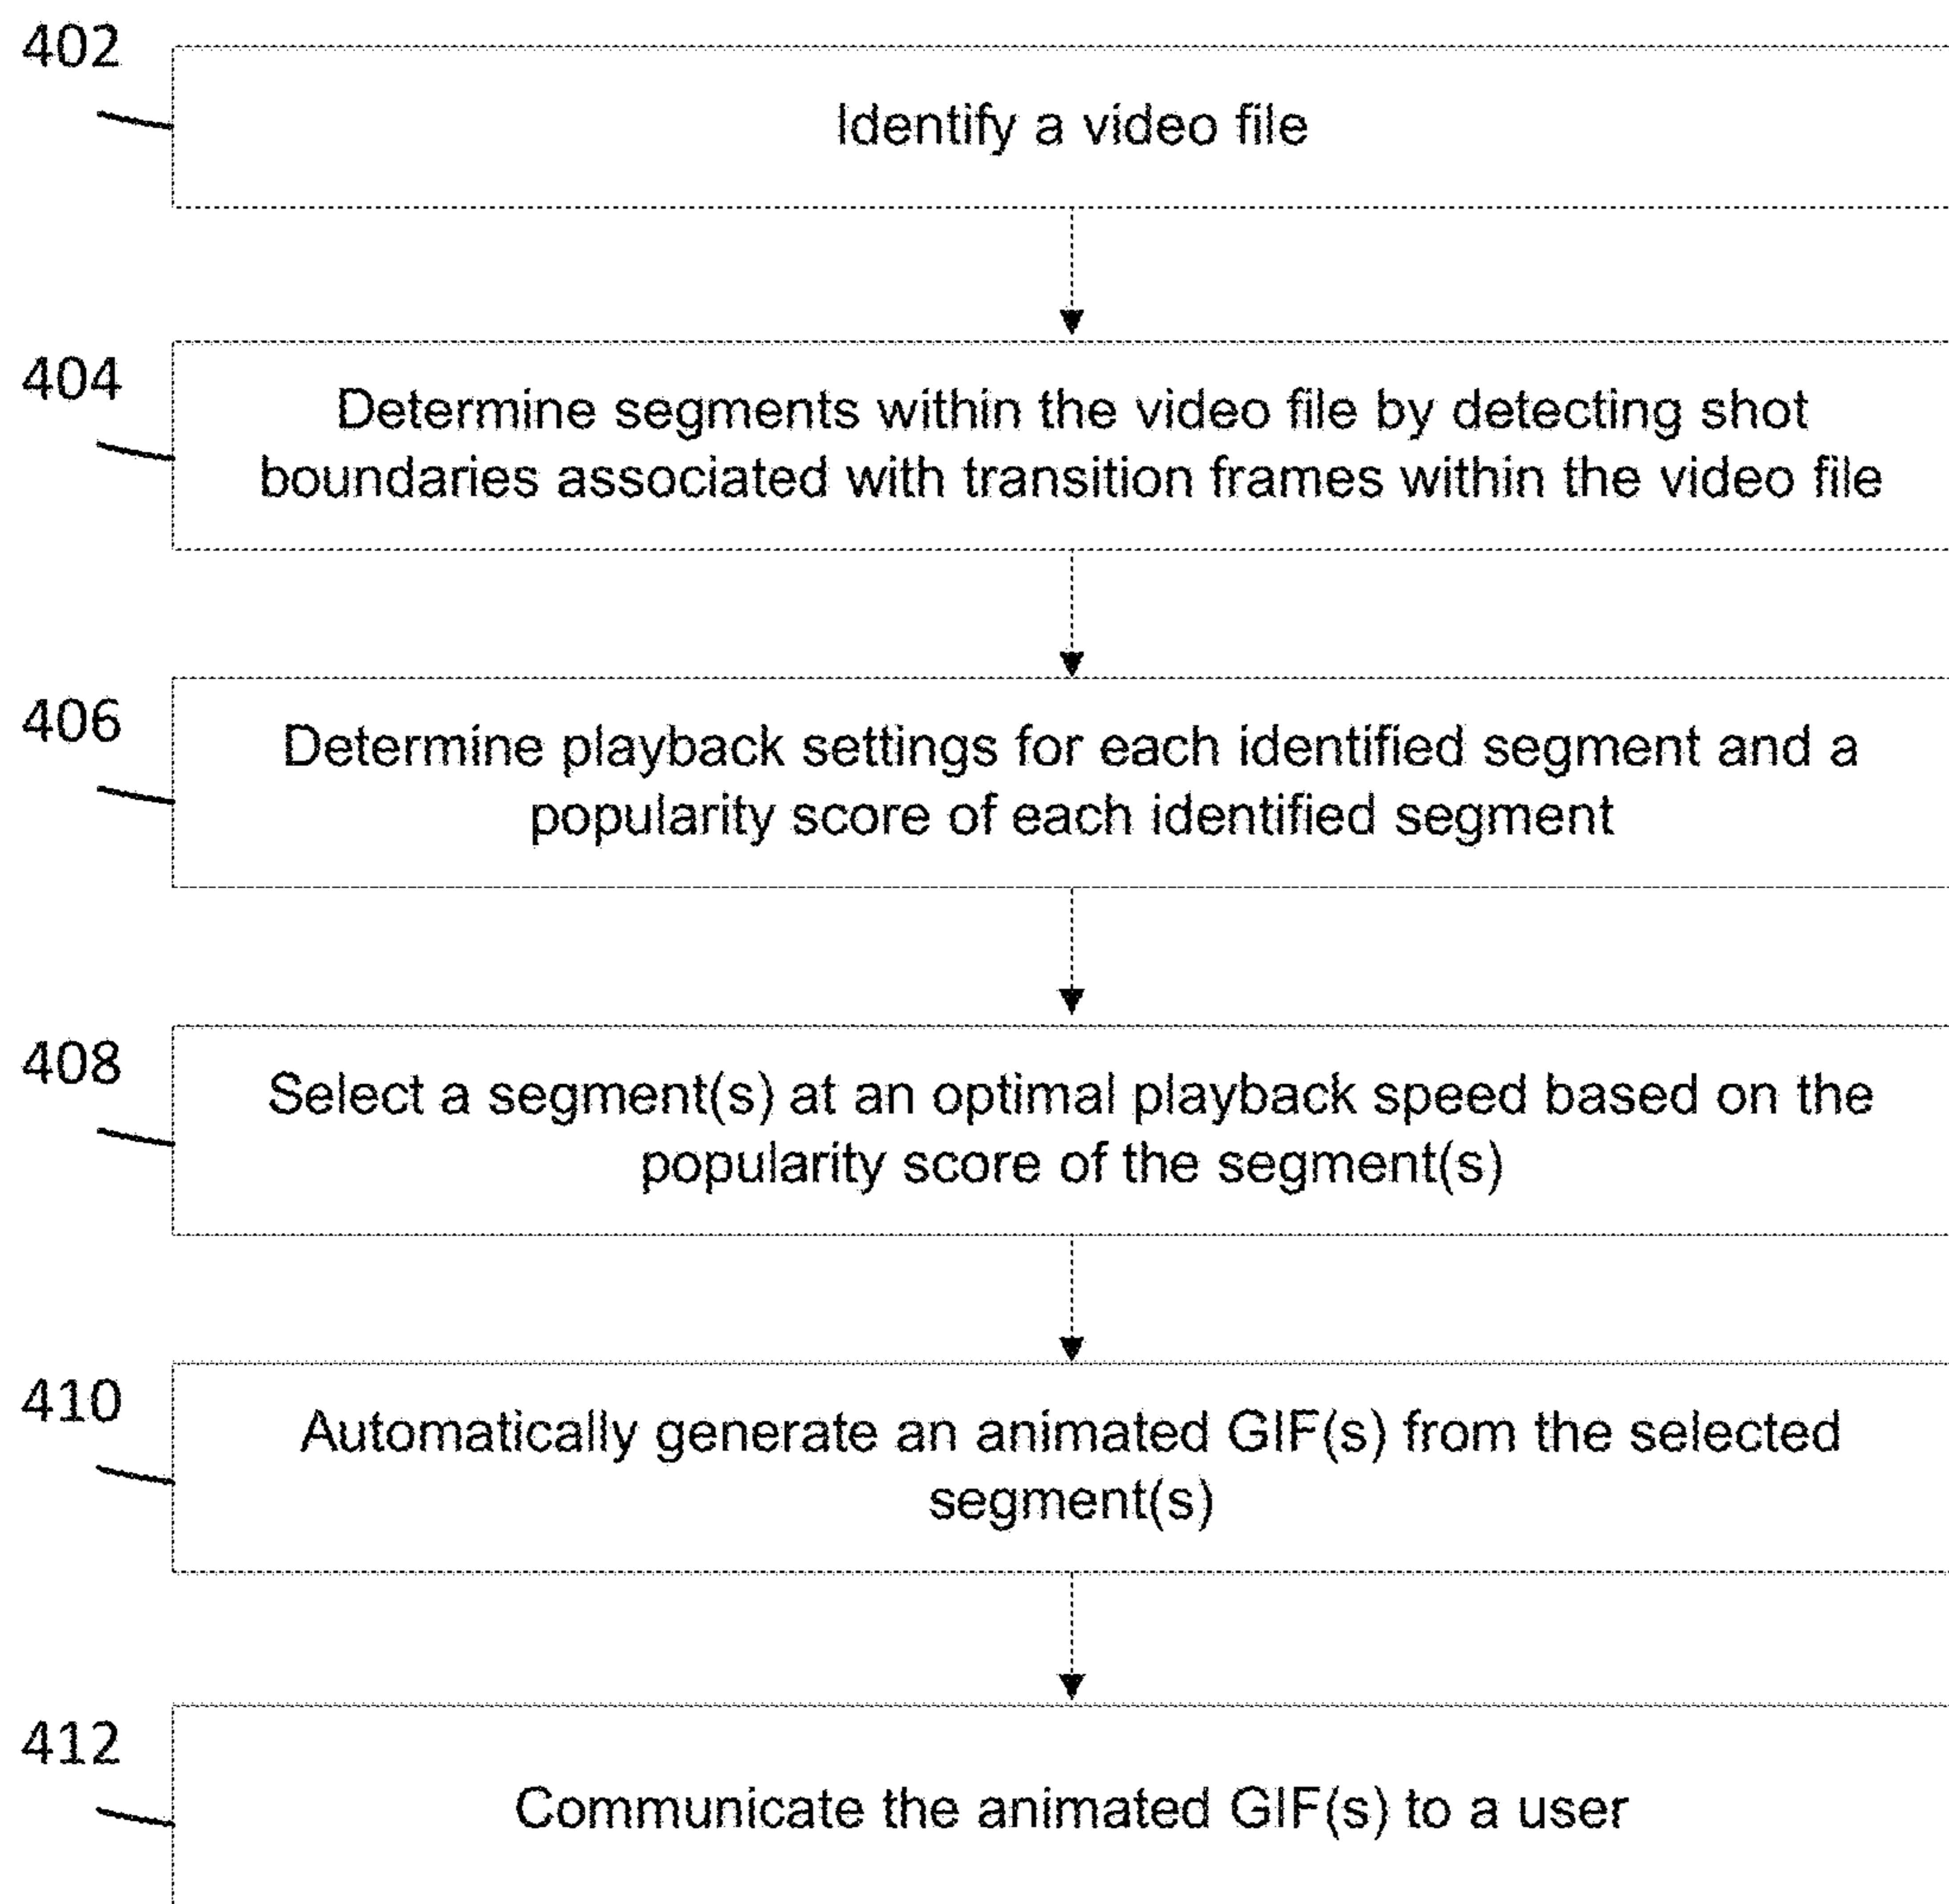 402
Identify a video file
404
Determine segments within the video file by detecting shot
boundaries associated with transition frames within the video file
406
Determine playback settings for each identified segment and a
popularity score of each identified segment
408
Select a segment(s) at an optimal playback speed based on the
popularity score of the segment(s)
410
Automatically generate an animated GIF(s) from the selected
segment(s)
412
Communicate the animated GIF(s) to a user